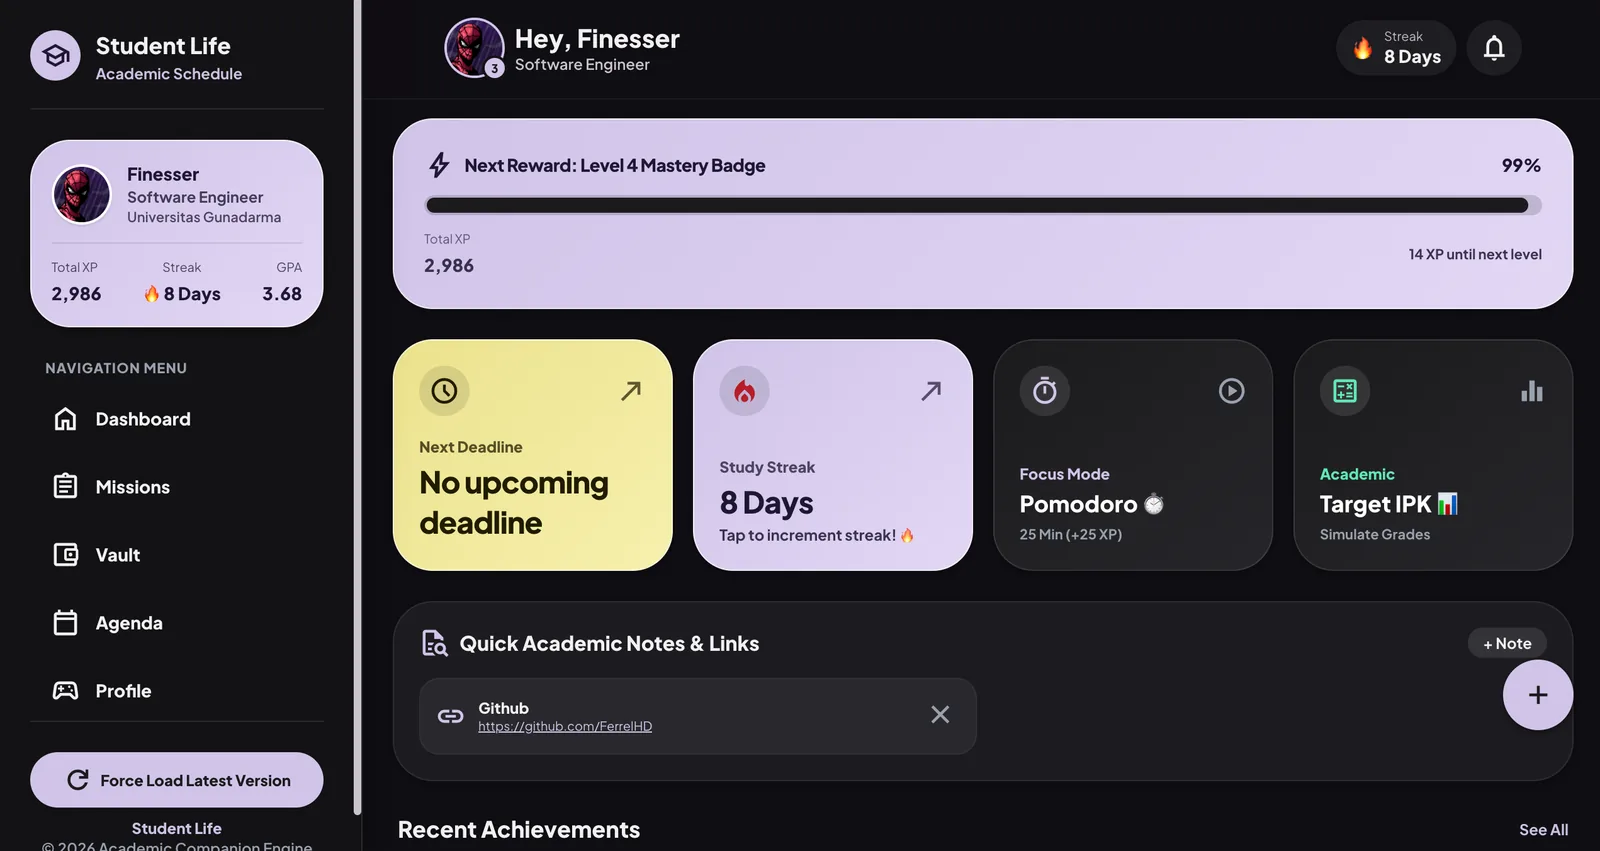 Student Life
Academic Schedule
Finesser
Software Engineer
Universitas Gunadarma
Total XP
2,986
Streak
🔥 8 Days
GPA
3.68
NAVIGATION MENU
Dashboard
Missions
Vault
Agenda
Profile
Force Load Latest Version
Student Life
© 2026 Academic Companion Engine
3
Hey, Finesser
Software Engineer
🔥
Streak
8 Days
Next Reward: Level 4 Mastery Badge
99%
Total XP
2,986
14 XP until next level
Next Deadline
No upcoming
deadline
Study Streak
8 Days
Tap to increment streak! 🔥
Focus Mode
Pomodoro ⏱️
25 Min (+25 XP)
Academic
Target IPK 📊
Simulate Grades
Quick Academic Notes & Links
+ Note
Github
https://github.com/FerrelHD
+
Recent Achievements
See All